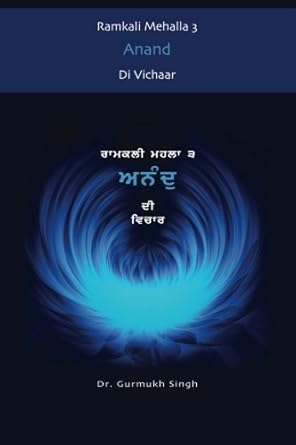 Ramkali Mehalla 3
Anand
Di Vichaar
ਰਾਮਕਲੀ ਮਹਲਾ ੩
ਅਨੰਦੁ
ਦੀ
ਵਿਚਾਰ
Dr. Gurmukh Singh